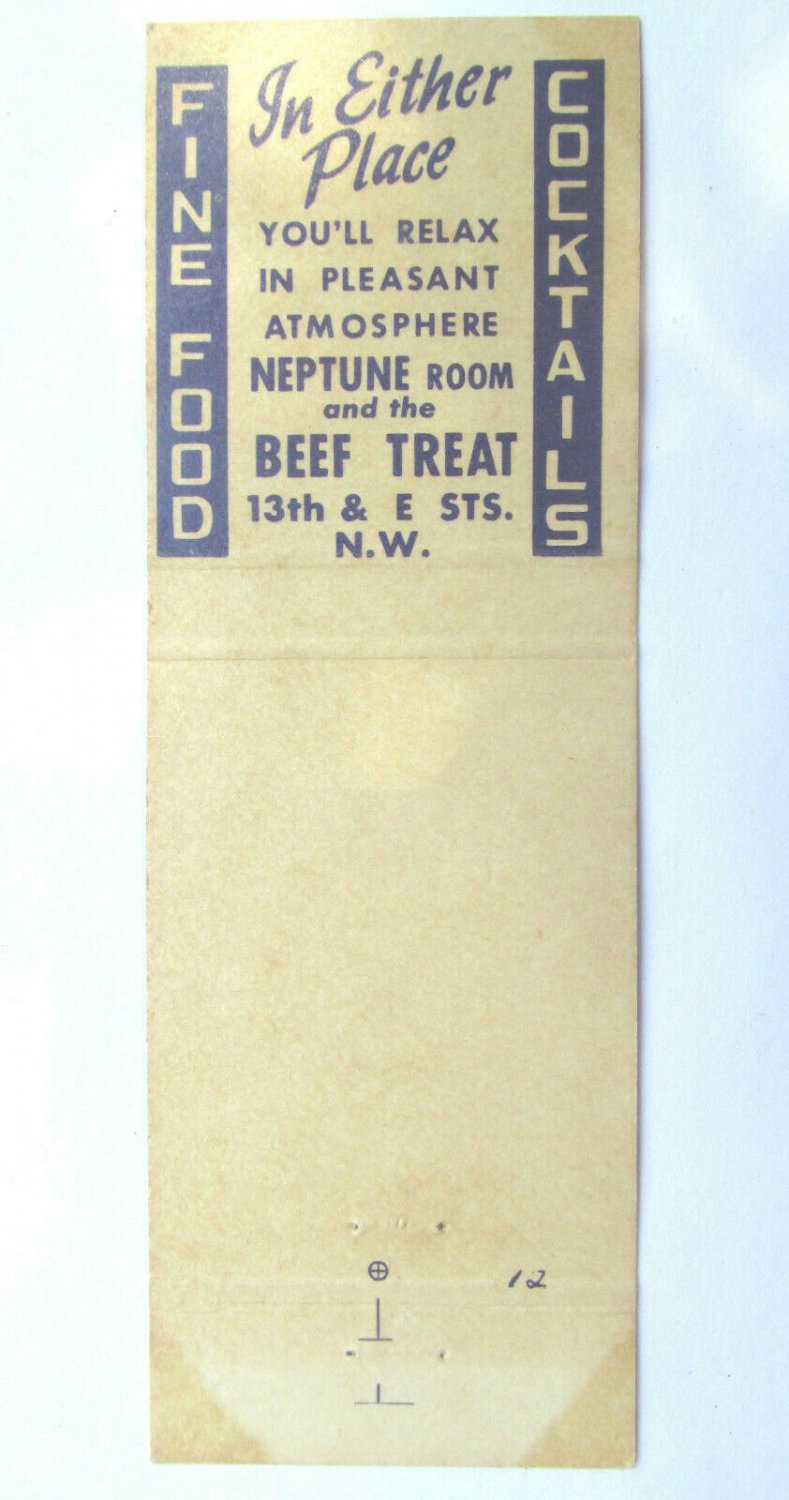 FINE FOOD
In Either
Place
YOU'LL RELAX
IN PLEASANT
ATMOSPHERE
NEPTUNE ROOM
and the
BEEF TREAT
13th & E STS.
N.W.
COCKTAILS
12